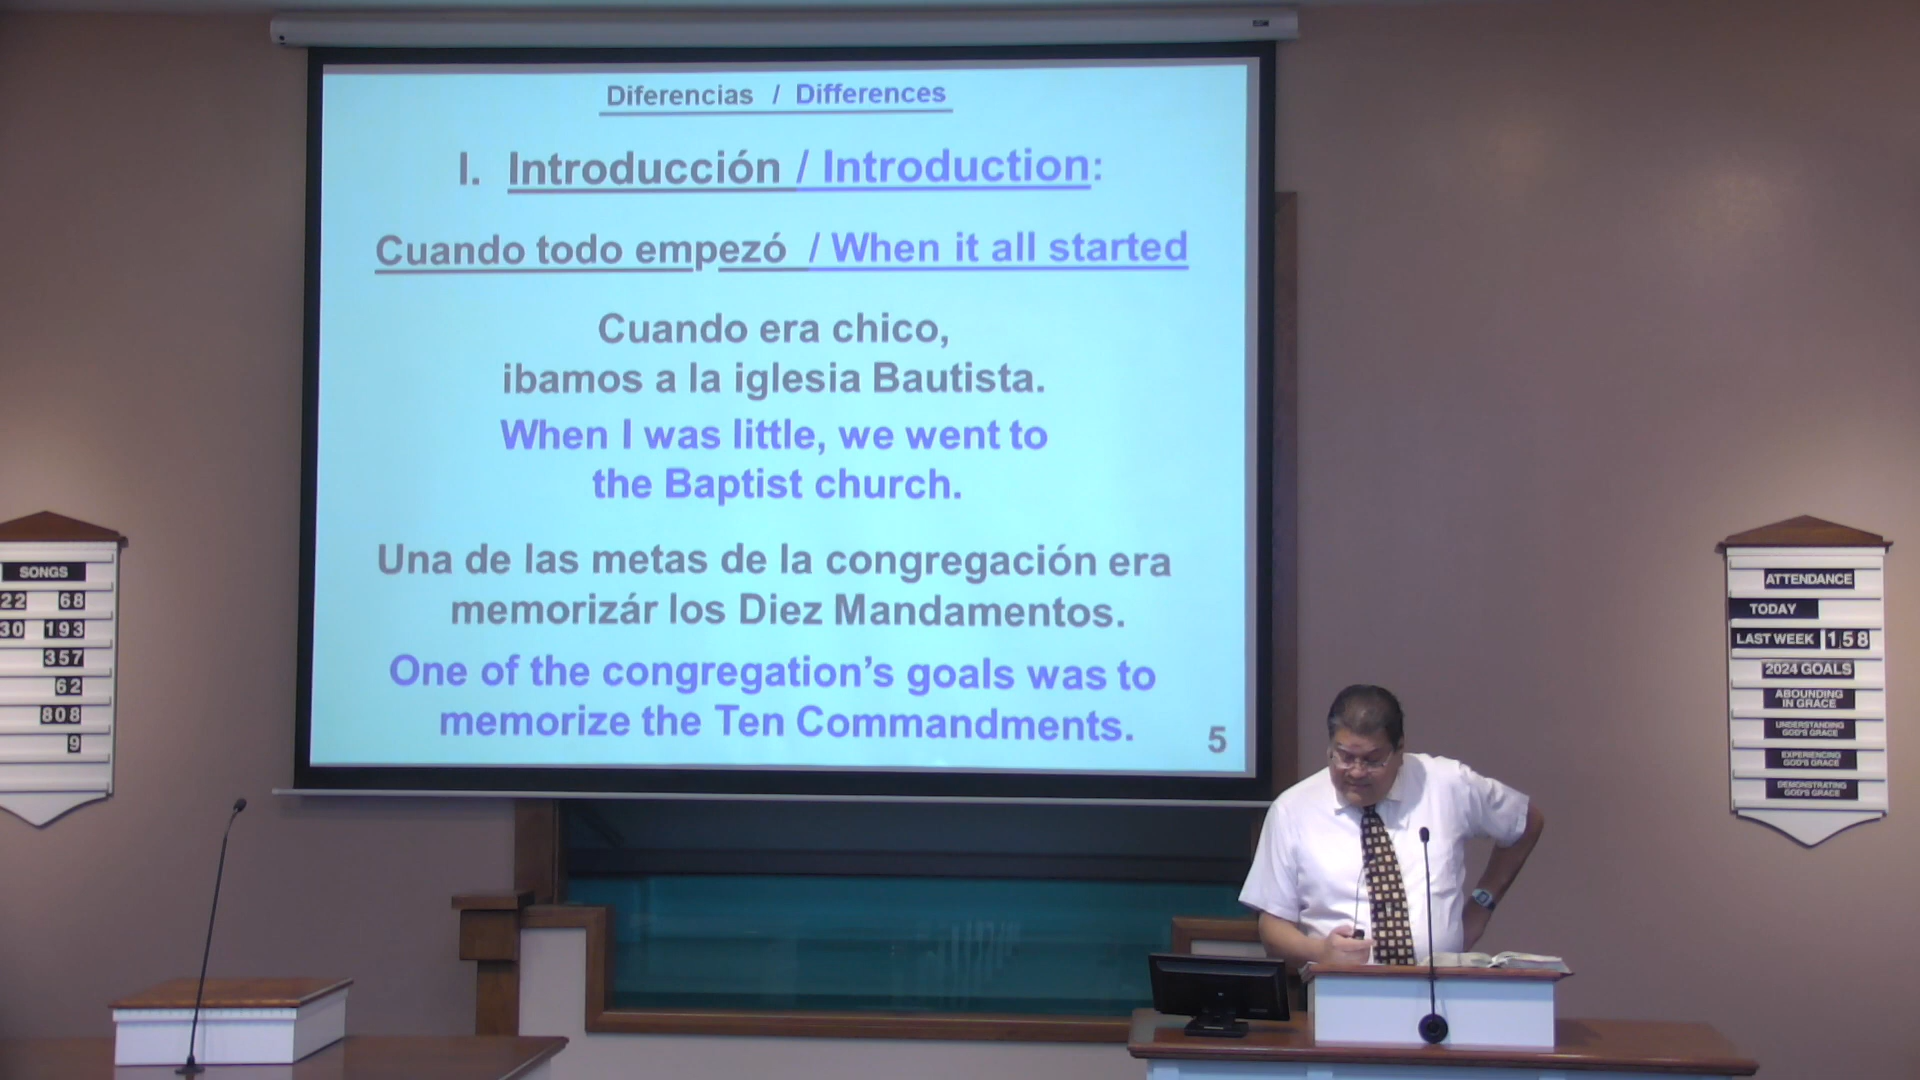 Diferencias / Differences
I. Introducción / Introduction:
Cuando todo empezó / When it all started
Cuando era chico,
ibamos a la iglesia Bautista.
When I was little, we went to
the Baptist church.
Una de las metas de la congregación era
memorizár los Diez Mandamentos.
One of the congregation's goals was to
memorize the Ten Commandments.
5
SONGS
22 68
30 193
357
62
808
9
ATTENDANCE
TODAY
LAST WEEK 158
2024 GOALS
ABOUNDING
IN GRACE
UNDERSTANDING
GOD'S GRACE
EXPERIENCING
GOD'S GRACE
DEMONSTRATING
GOD'S GRACE